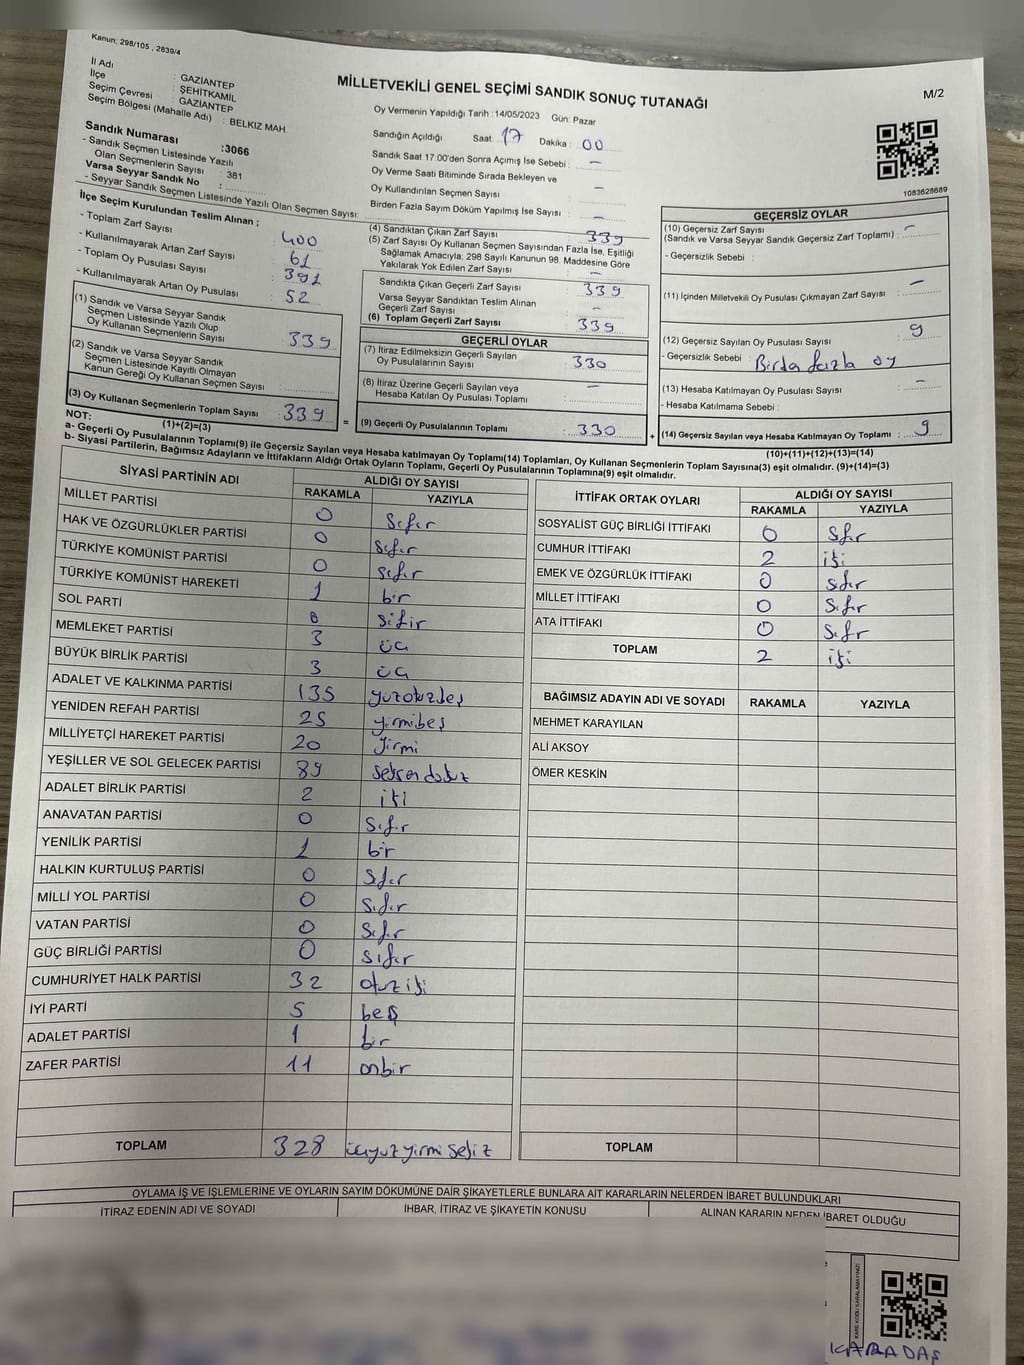 Kanun; 298/105 , 2839/4
MİLLETVEKİLİ GENEL SEÇİMİ SANDIK SONUÇ TUTANAĞI
M/2
İl Adı : GAZİANTEP
İlçe : ŞEHİTKAMİL
Seçim Çevresi : GAZİANTEP
Seçim Bölgesi (Mahalle Adı) : BELKIZ MAH.
Sandık Numarası :3066
- Sandık Seçmen Listesinde Yazılı
Olan Seçmenlerin Sayısı : 381
Varsa Seyyar Sandık No :
- Seyyar Sandık Seçmen Listesinde Yazılı Olan Seçmen Sayısı:
Oy Vermenin Yapıldığı Tarih :14/05/2023 Gün: Pazar
Sandığın Açıldığı Saat: 17 Dakika : 00
Sandık Saat 17:00'den Sonra Açımış İse Sebebi : -
Oy Verme Saati Bitiminde Sırada Bekleyen ve
Oy Kullandırılan Seçmen Sayısı -
Birden Fazla Sayım Döküm Yapılmış İse Sayısı : -
1083628689
İlçe Seçim Kurulundan Teslim Alınan ;
- Toplam Zarf Sayısı : 400
- Kullanılmayarak Artan Zarf Sayısı : 61
- Toplam Oy Pusulası Sayısı : 391
- Kullanılmayarak Artan Oy Pusulası : 52
(1) Sandık ve Varsa Seyyar Sandık
Seçmen Listesinde Yazılı Olup
Oy Kullanan Seçmenlerin Sayısı : 339
(2) Sandık ve Varsa Seyyar Sandık
Seçmen Listesinde Kayıtlı Olmayan
Kanun Gereği Oy Kullanan Seçmen Sayısı :
(3) Oy Kullanan Seçmenlerin Toplam Sayısı : 339 =
(1)+(2)=(3)
(4) Sandıktan Çıkan Zarf Sayısı : 339
(5) Zarf Sayısı Oy Kullanan Seçmen Sayısından Fazla İse, Eşitliği
Sağlamak Amacıyla, 298 Sayılı Kanunun 98. Maddesine Göre
Yakılarak Yok Edilen Zarf Sayısı : -
Sandıkta Çıkan Geçerli Zarf Sayısı : 339
Varsa Seyyar Sandıktan Teslim Alınan
Geçerli Zarf Sayısı : -
(6) Toplam Geçerli Zarf Sayısı : 339
GEÇERLİ OYLAR
(7) İtiraz Edilmeksizin Geçerli Sayılan
Oy Pusulalarının Sayısı : 330
(8) İtiraz Üzerine Geçerli Sayılan veya
Hesaba Katılan Oy Pusulası Toplamı : -
(9) Geçerli Oy Pusulalarının Toplamı : 330 +
GEÇERSİZ OYLAR
(10) Geçersiz Zarf Sayısı
(Sandık ve Varsa Seyyar Sandık Geçersiz Zarf Toplamı) : -
- Geçersizlik Sebebi :
(11) İçinden Milletvekili Oy Pusulası Çıkmayan Zarf Sayısı : -
(12) Geçersiz Sayılan Oy Pusulası Sayısı : 9
- Geçersizlik Sebebi : Birda fazla oy
(13) Hesaba Katılmayan Oy Pusulası Sayısı : -
- Hesaba Katılmama Sebebi :
(14) Geçersiz Sayılan veya Hesaba Katılmayan Oy Toplamı : 9
(10)+(11)+(12)+(13)=(14)
NOT:
a- Geçerli Oy Pusulalarının Toplamı(9) ile Geçersiz Sayılan veya Hesaba katılmayan Oy Toplamı(14) Toplamları, Oy Kullanan Seçmenlerin Toplam Sayısına(3) eşit olmalıdır. (9)+(14)=(3)
b- Siyasi Partilerin, Bağımsız Adayların ve İttifakların Aldığı Ortak Oyların Toplamı, Geçerli Oy Pusulalarının Toplamına(9) eşit olmalıdır.
SİYASİ PARTİNİN ADI ALDIĞI OY SAYISI
RAKAMLA YAZIYLA
MİLLET PARTİSİ 0 Sıfır
HAK VE ÖZGÜRLÜKLER PARTİSİ 0 Sıfır
TÜRKİYE KOMÜNİST PARTİSİ 0 sıfır
TÜRKİYE KOMÜNİST HAREKETİ 1 bir
SOL PARTİ 0 sifir
MEMLEKET PARTİSİ 3 üç
BÜYÜK BİRLİK PARTİSİ 3 üç
ADALET VE KALKINMA PARTİSİ 135 yüzotuzbeş
YENİDEN REFAH PARTİSİ 25 yirmibeş
MİLLİYETÇİ HAREKET PARTİSİ 20 yirmi
YEŞİLLER VE SOL GELECEK PARTİSİ 89 seksendokuz
ADALET BİRLİK PARTİSİ 2 iki
ANAVATAN PARTİSİ 0 Sıfır
YENİLİK PARTİSİ 1 bir
HALKIN KURTULUŞ PARTİSİ 0 Sıfır
MİLLİ YOL PARTİSİ 0 Sıfır
VATAN PARTİSİ 0 Sıfır
GÜÇ BİRLİĞİ PARTİSİ 0 sıfır
CUMHURİYET HALK PARTİSİ 32 otuziki
İYİ PARTİ 5 beş
ADALET PARTİSİ 1 bir
ZAFER PARTİSİ 11 onbir
TOPLAM 328 üçyüzyirmisekiz
İTTİFAK ORTAK OYLARI ALDIĞI OY SAYISI
RAKAMLA YAZIYLA
SOSYALİST GÜÇ BİRLİĞİ İTTİFAKI 0 Sıfır
CUMHUR İTTİFAKI 2 iki
EMEK VE ÖZGÜRLÜK İTTİFAKI 0 sıfır
MİLLET İTTİFAKI 0 Sıfır
ATA İTTİFAKI 0 Sıfır
TOPLAM 2 iki
BAĞIMSIZ ADAYIN ADI VE SOYADI RAKAMLA YAZIYLA
MEHMET KARAYILAN
ALİ AKSOY
ÖMER KESKİN
TOPLAM
OYLAMA İŞ VE İŞLEMLERİNE VE OYLARIN SAYIM DÖKÜMÜNE DAİR ŞİKAYETLERLE BUNLARA AİT KARARLARIN NELERDEN İBARET BULUNDUKLARI
İTİRAZ EDENİN ADI VE SOYADI İHBAR, İTİRAZ VE ŞİKAYETİN KONUSU ALINAN KARARIN NEDEN İBARET OLDUĞU
KARADAŞ